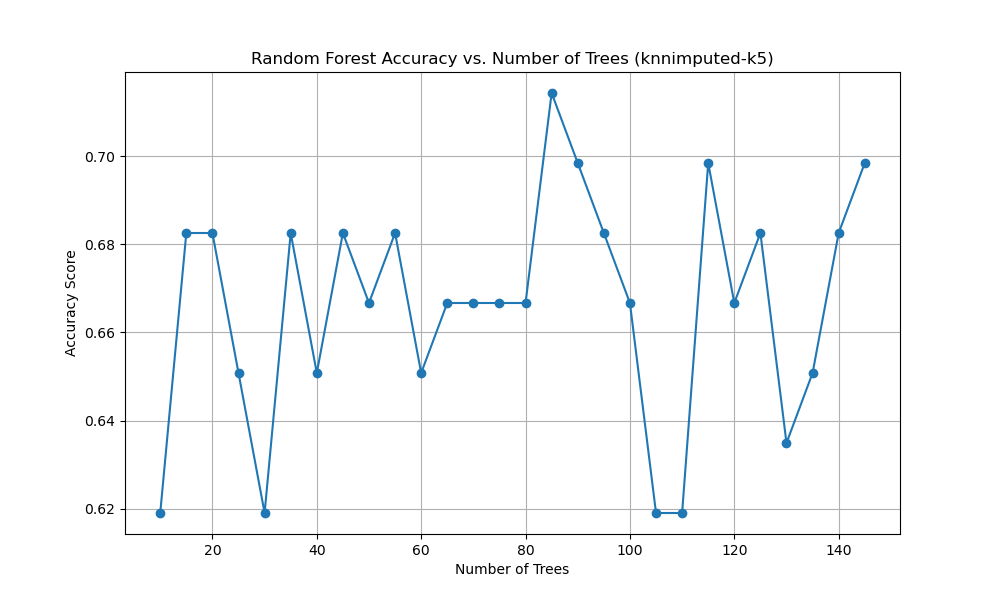 Random Forest Accuracy vs. Number of Trees (knnimputed-k5)
Accuracy Score
0.70
0.68
0.66
0.64
0.62
20 40 60 80 100 120 140
Number of Trees